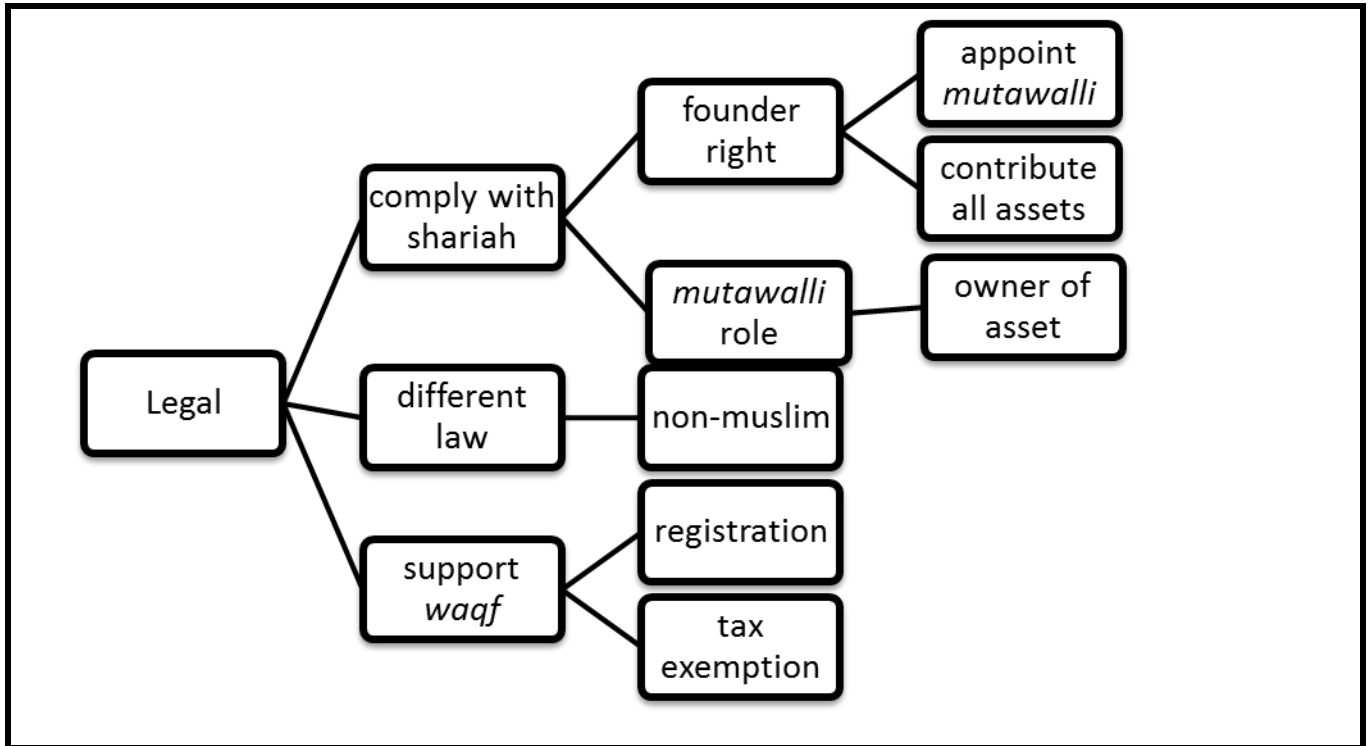 Legal
comply with
shariah
founder
right
appoint
mutawalli
contribute
all assets
mutawalli
role
owner of
asset
different
law
non-muslim
support
waqf
registration
tax
exemption